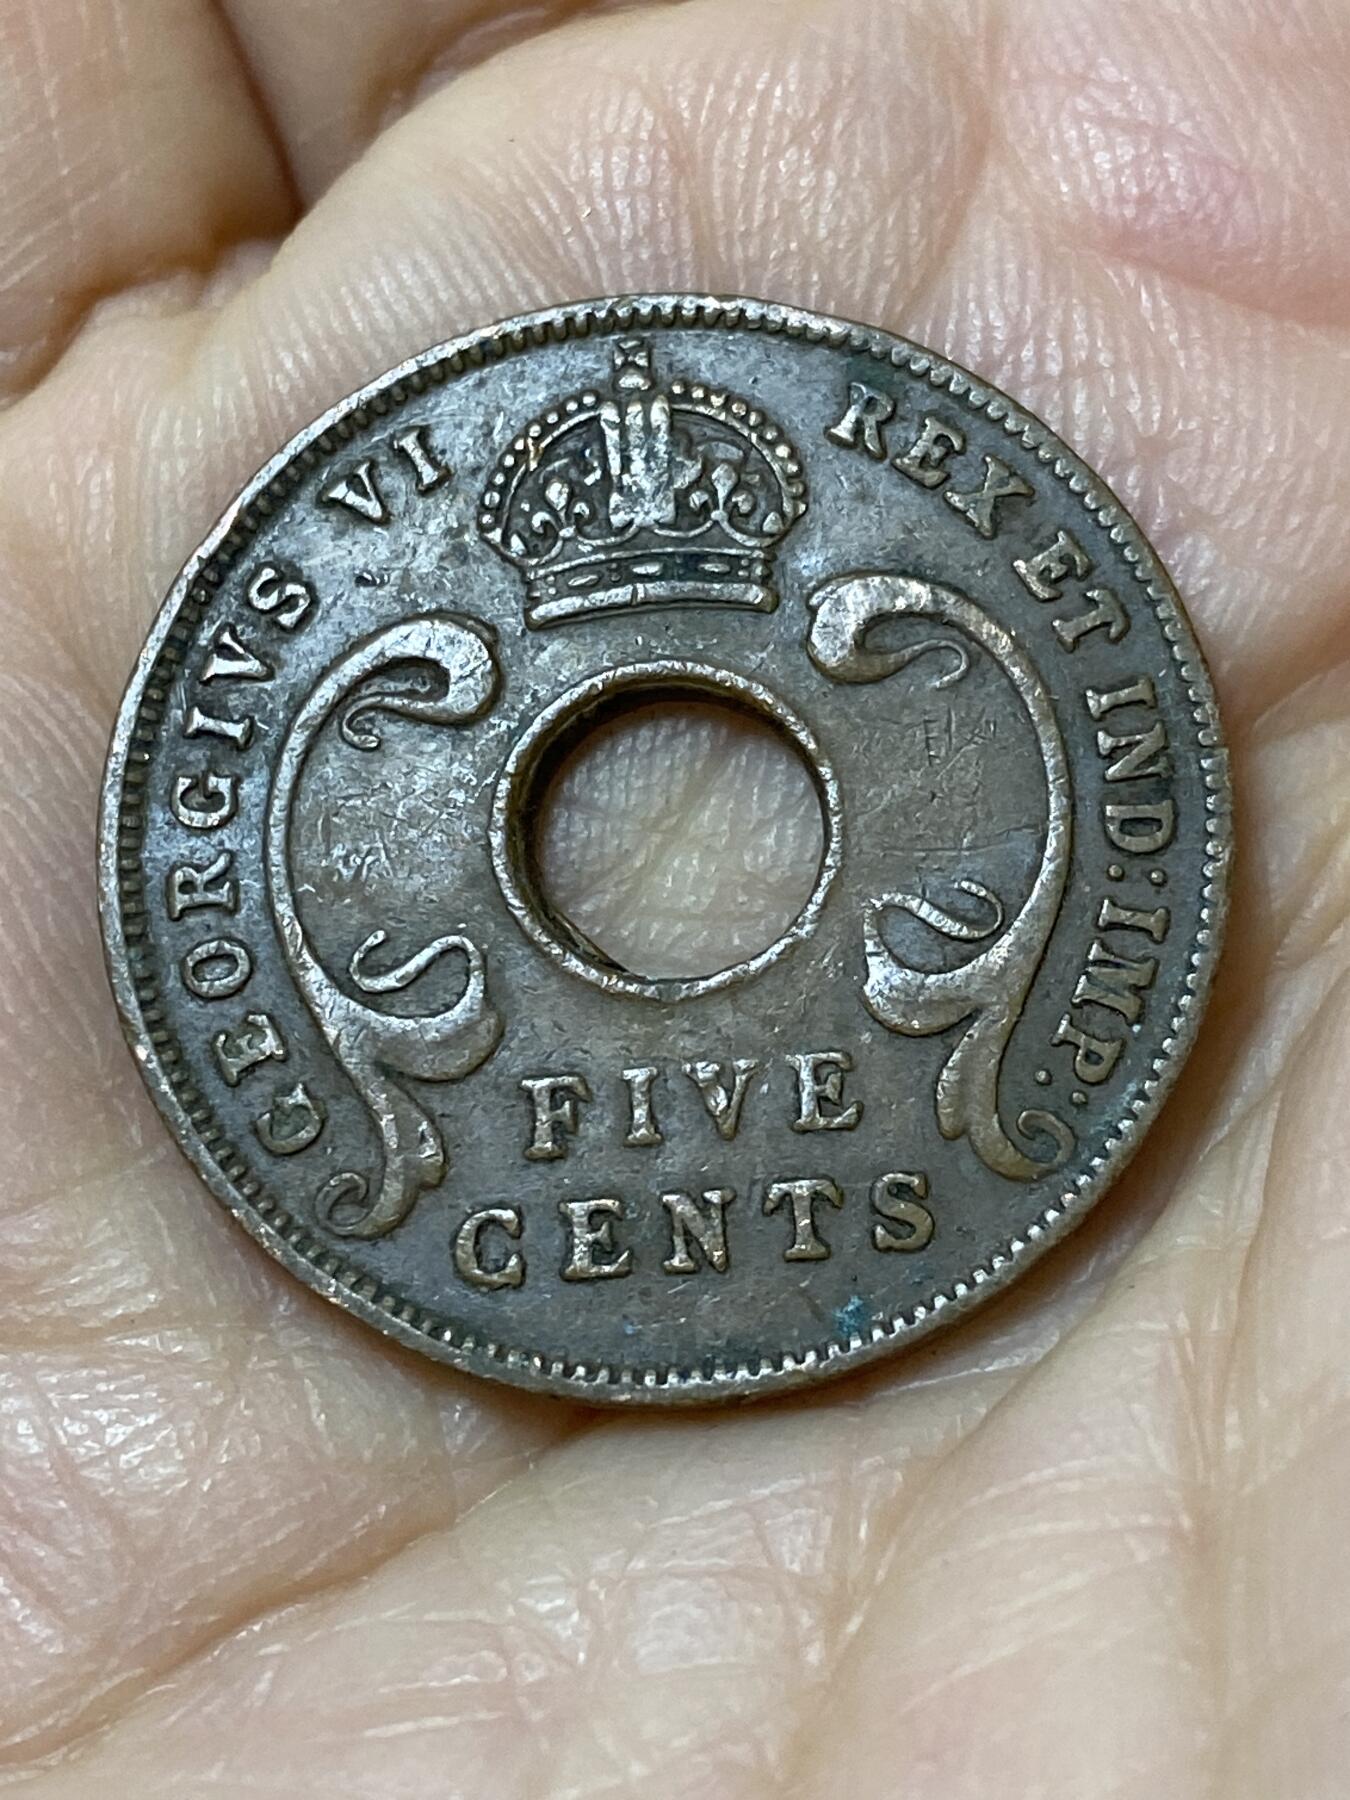 GEORGIVS VI REX ET IND:IMP:
FIVE
CENTS